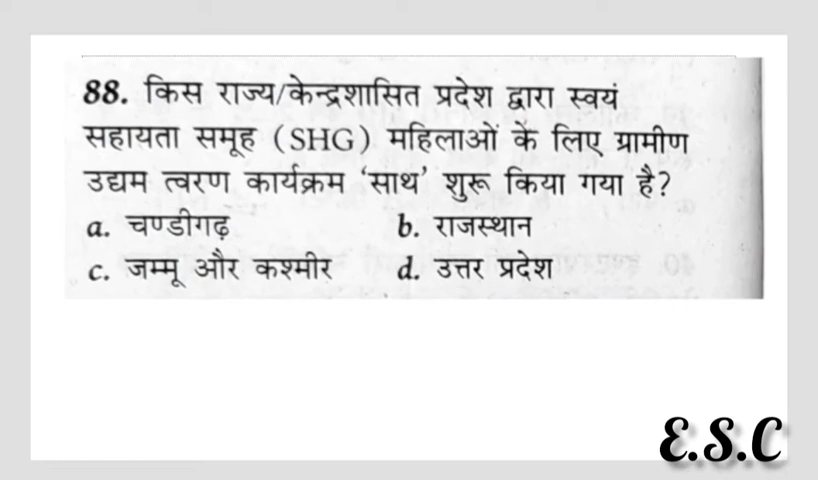 88. किस राज्य/केन्द्रशासित प्रदेश द्वारा स्वयं
सहायता समूह (SHG) महिलाओं के लिए ग्रामीण
उद्यम त्वरण कार्यक्रम ‘साथ’ शुरू किया गया है?
a. चण्डीगढ़ b. राजस्थान
c. जम्मू और कश्मीर d. उत्तर प्रदेश
E.S.C